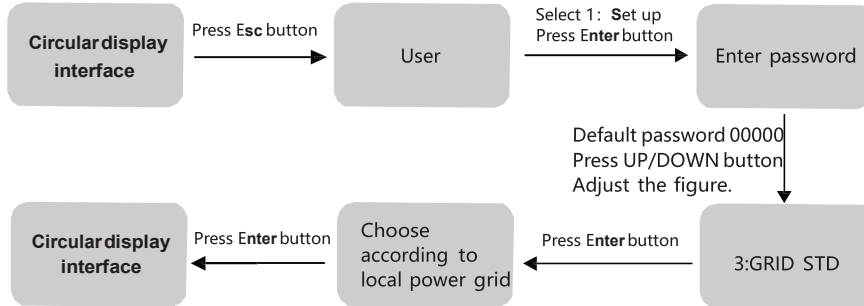 Circular display
interface
Press Esc button
User
Select 1: Set up
Press Enter button
Enter password
Default password 00000
Press UP/DOWN button
Adjust the figure.
3:GRID STD
Press Enter button
Choose
according to
local power grid
Press Enter button
Circular display
interface